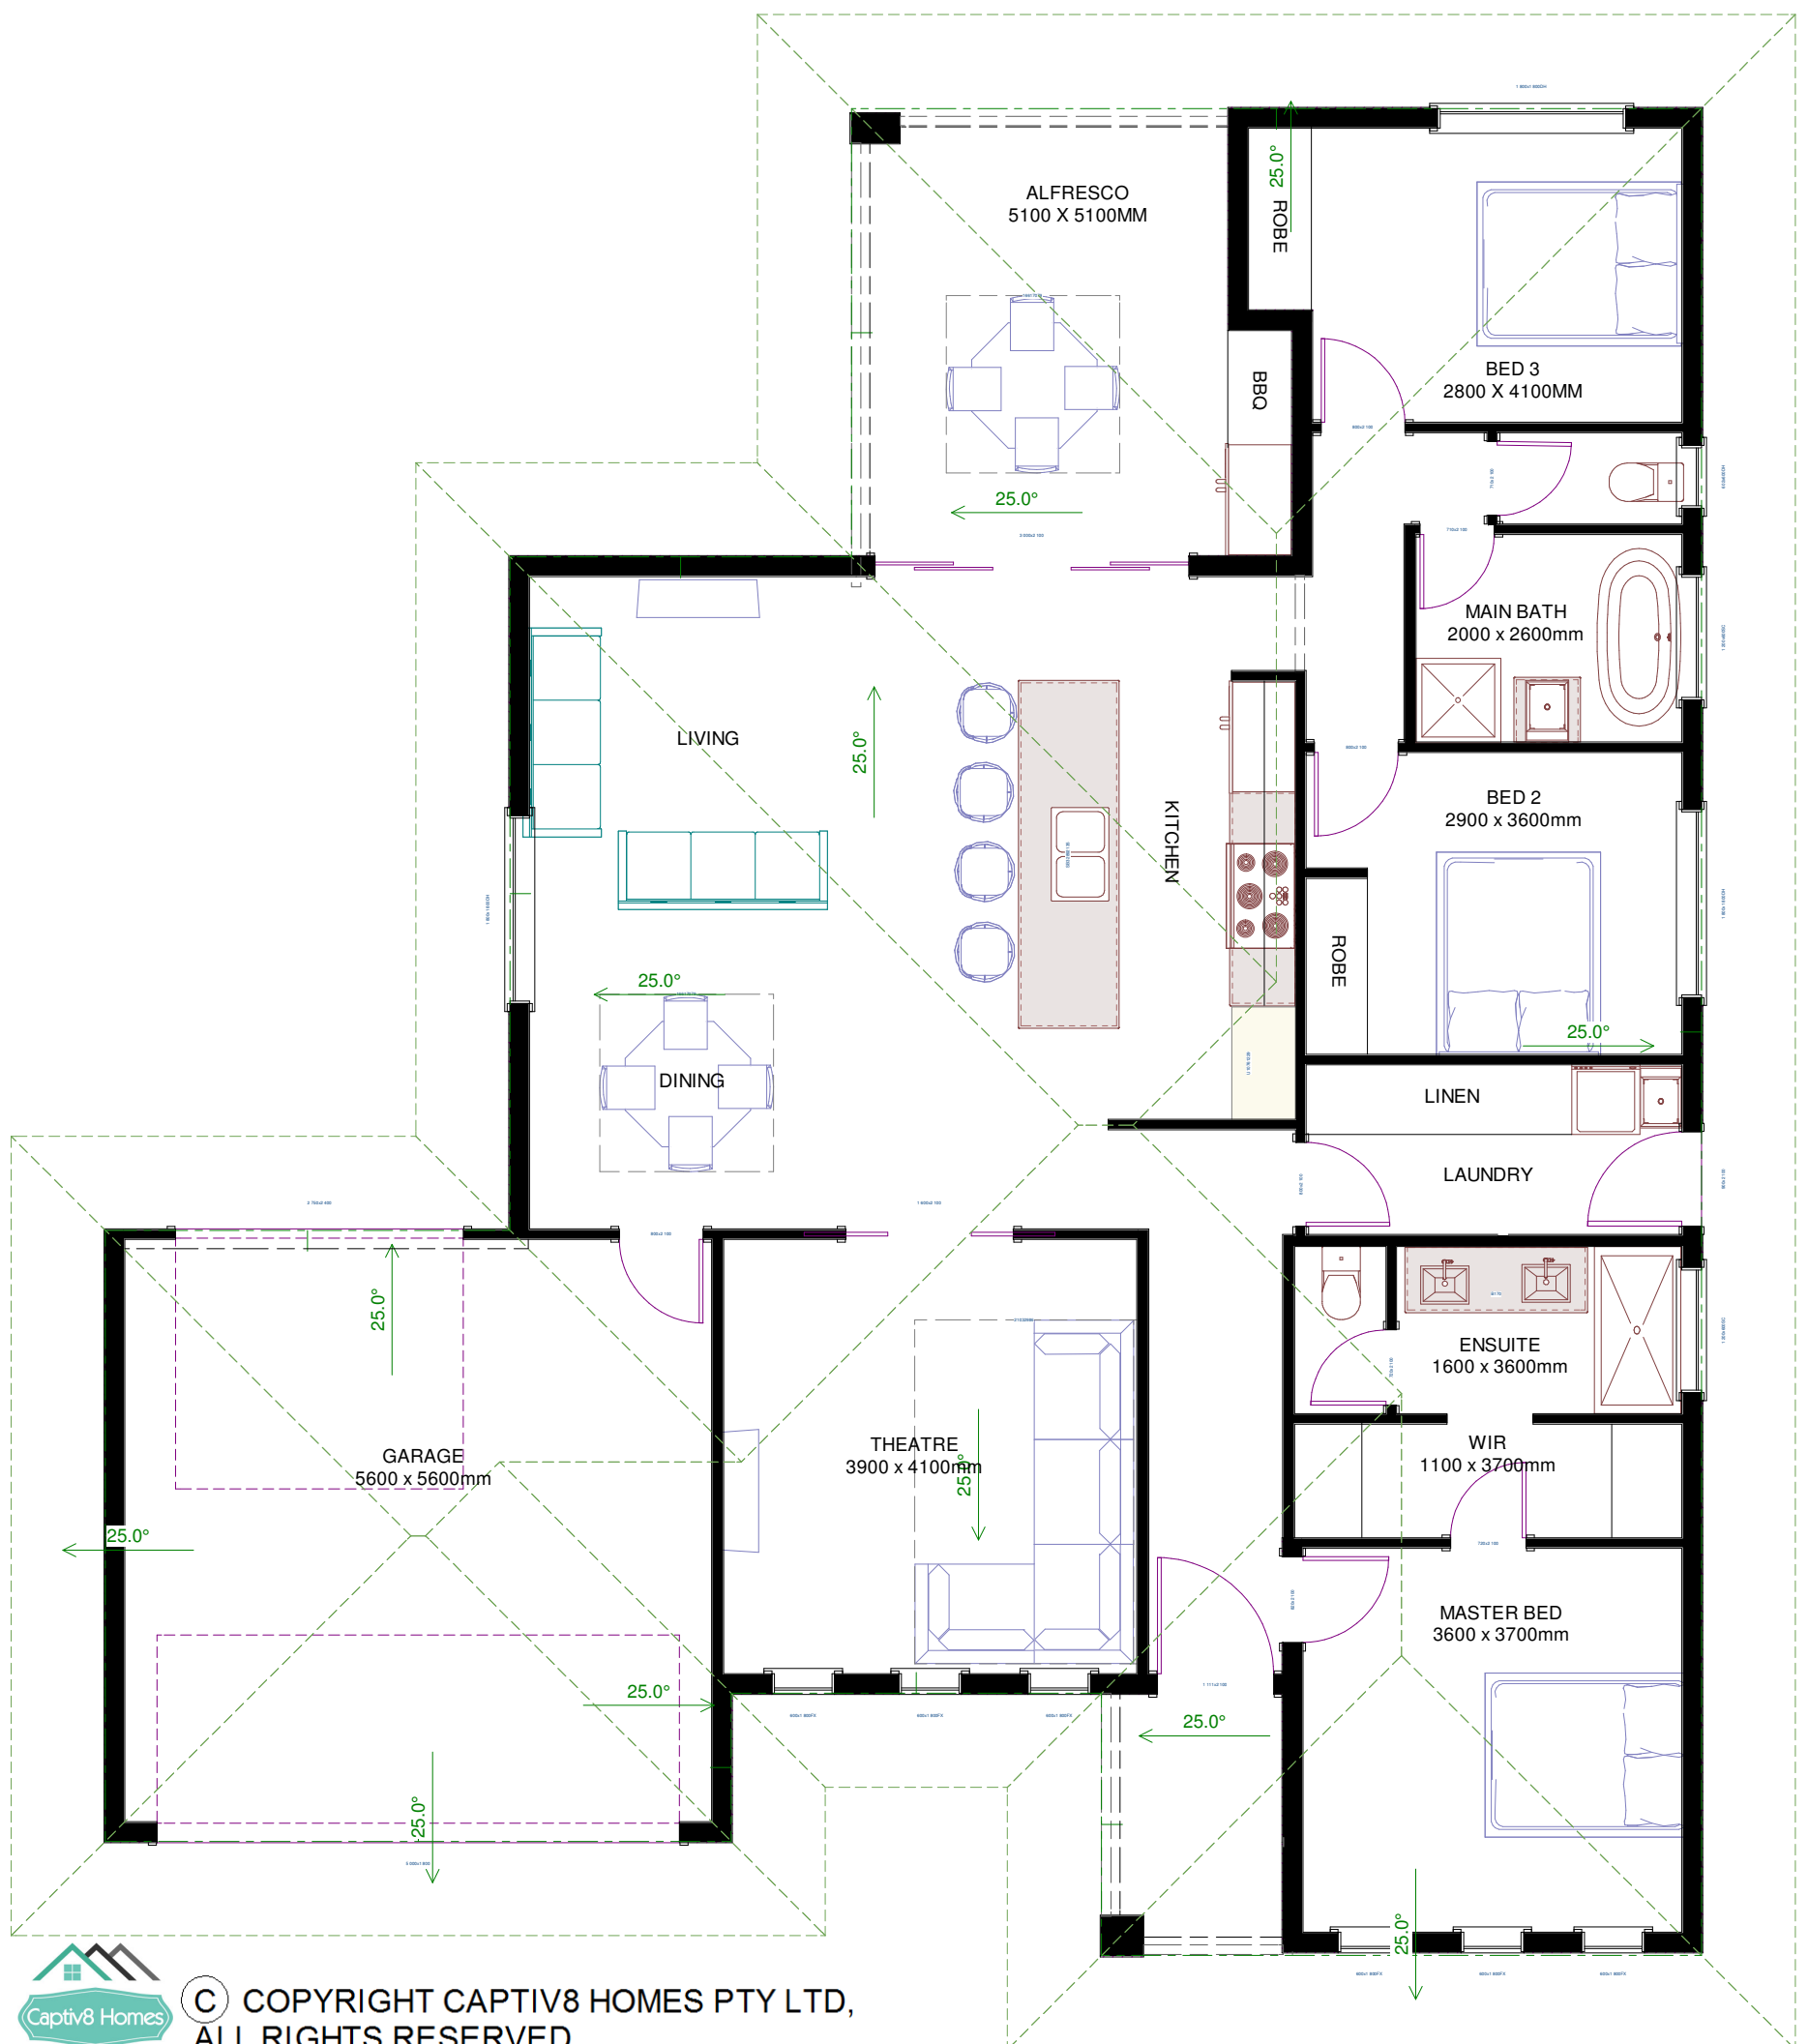 ALFRESCO
5100 X 5100MM
25.0°
ROBE
BED 3
2800 X 4100MM
BBQ
25.0°
MAIN BATH
2000 x 2600mm
LIVING
25.0°
KITCHEN
BED 2
2900 x 3600mm
ROBE
25.0°
25.0°
DINING
LINEN
LAUNDRY
25.0°
ENSUITE
1600 x 3600mm
GARAGE
5600 x 5600mm
THEATRE
3900 x 4100mm
25.0°
WIR
1100 x 3700mm
25.0°
MASTER BED
3600 x 3700mm
25.0°
25.0°
25.0°
25.0°
Captiv8 Homes
C COPYRIGHT CAPTIV8 HOMES PTY LTD,
ALL RIGHTS RESERVED